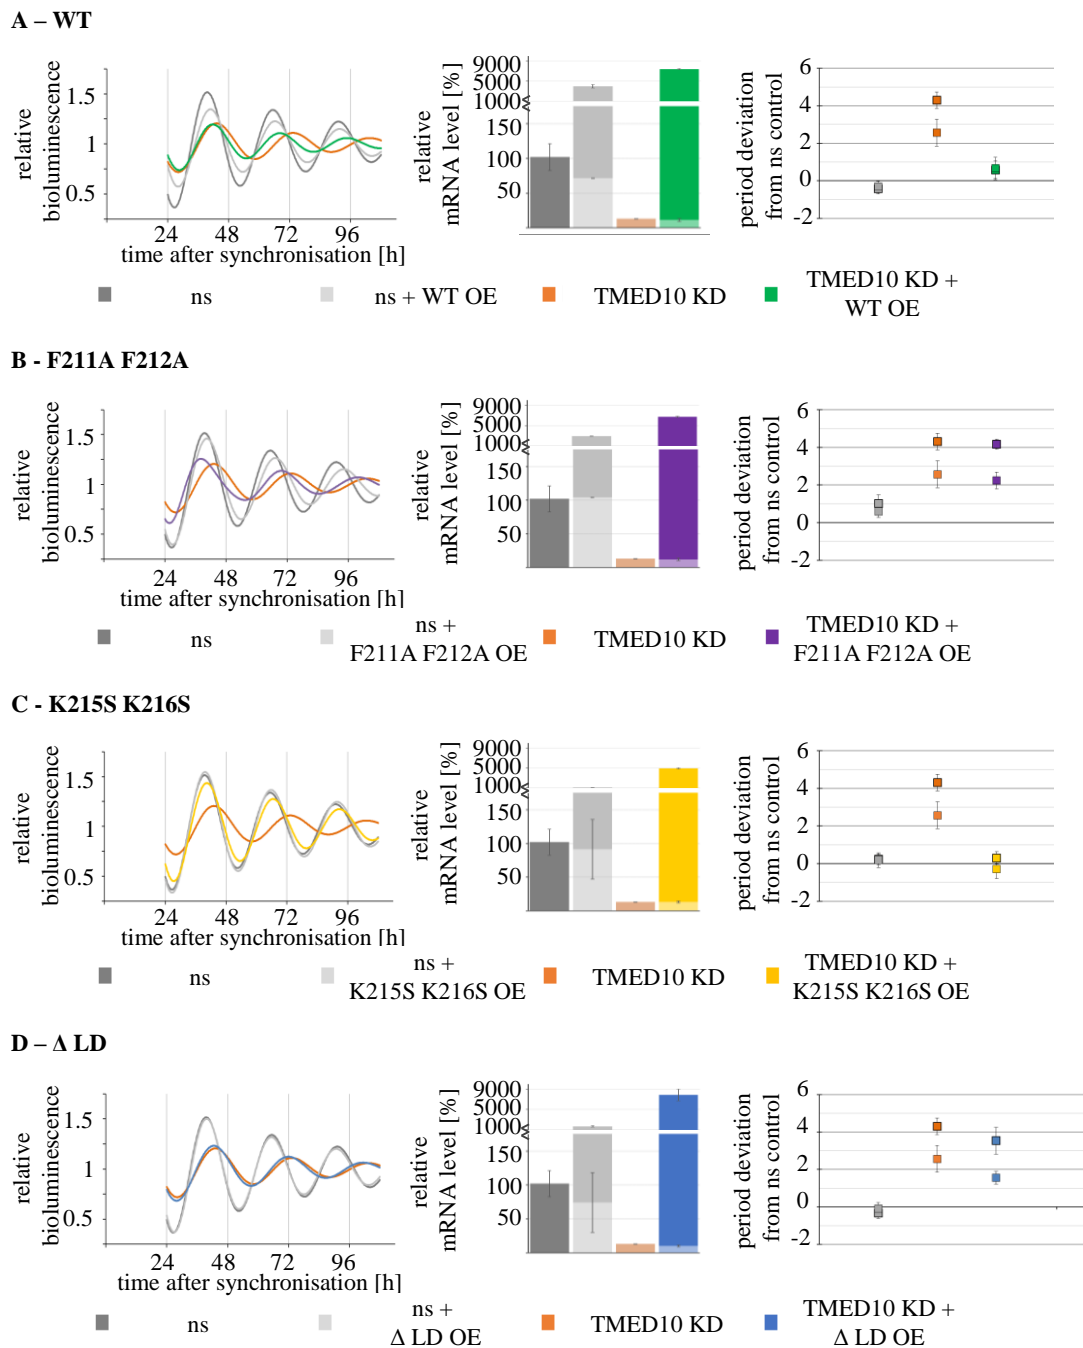 A – WT
relative
bioluminescence
1.5
1
0.5
24 48 72 96
time after synchronisation [h]
relative
mRNA level [%]
9000
5000
1000
150
100
50
period deviation
from ns control
6
4
2
0
-2
ns
ns + WT OE
TMED10 KD
TMED10 KD +
WT OE
B - F211A F212A
relative
bioluminescence
1.5
1
0.5
24 48 72 96
time after synchronisation [h]
relative
mRNA level [%]
9000
5000
1000
150
100
50
period deviation
from ns control
6
4
2
0
-2
ns
ns +
F211A F212A OE
TMED10 KD
TMED10 KD +
F211A F212A OE
C - K215S K216S
relative
bioluminescence
1.5
1
0.5
24 48 72 96
time after synchronisation [h]
relative
mRNA level [%]
9000
5000
1000
150
100
50
period deviation
from ns control
6
4
2
0
-2
ns
ns +
K215S K216S OE
TMED10 KD
TMED10 KD +
K215S K216S OE
D – Δ LD
relative
bioluminescence
1.5
1
0.5
24 48 72 96
time after synchronisation [h]
relative
mRNA level [%]
9000
5000
1000
150
100
50
period deviation
from ns control
6
4
2
0
-2
ns
ns +
Δ LD OE
TMED10 KD
TMED10 KD +
Δ LD OE